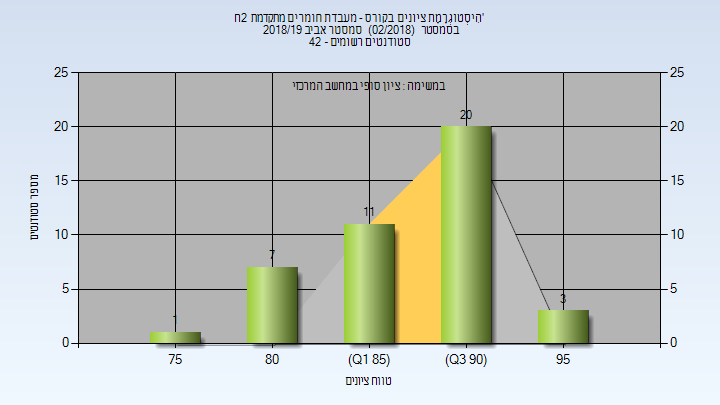 'הִיסטוֹגְרָמַת ציונים בקורס - מעבדת חומרים מתקדמת 2ח
בסמסטר (02/2018) סמסטר אביב 2018/19
סטודנטים רשומים - 42
במשימה : ציון סופי במחשב המרכזי
25 25
20 20
15 15
10 10
5 5
0 0
1 7 11 20 3
75 80 (Q1 85) (Q3 90) 95
מספר סטודנטים
טווח ציונים